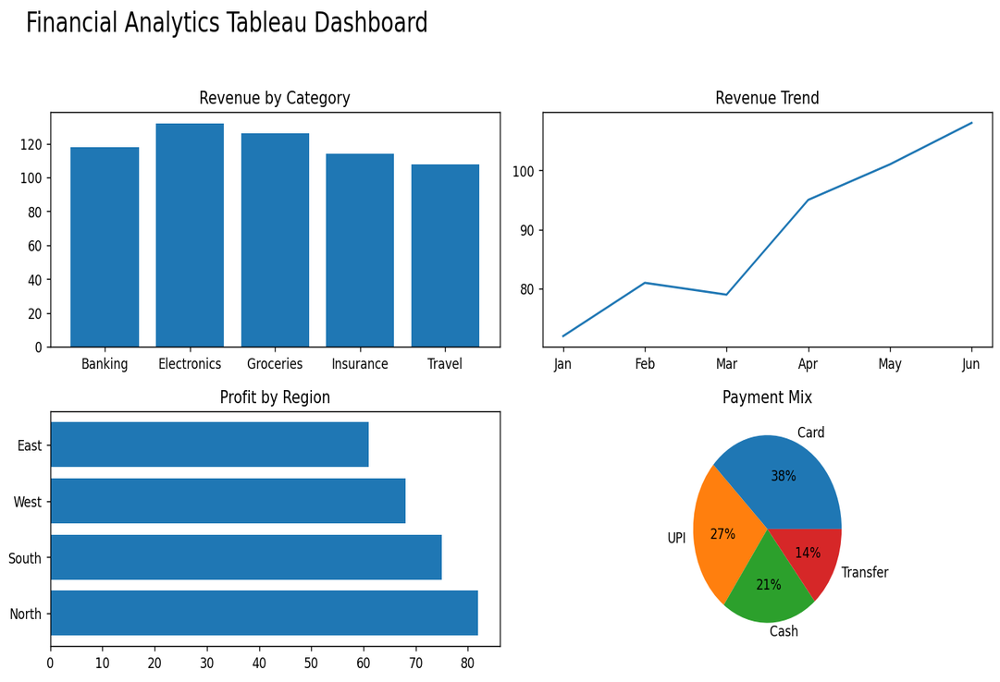 Financial Analytics Tableau Dashboard
Revenue by Category
120
100
80
60
40
20
0
Banking Electronics Groceries Insurance Travel
Revenue Trend
100
90
80
Jan Feb Mar Apr May Jun
Profit by Region
East
West
South
North
0 10 20 30 40 50 60 70 80
Payment Mix
Card
38%
UPI
27%
14%
Transfer
21%
Cash